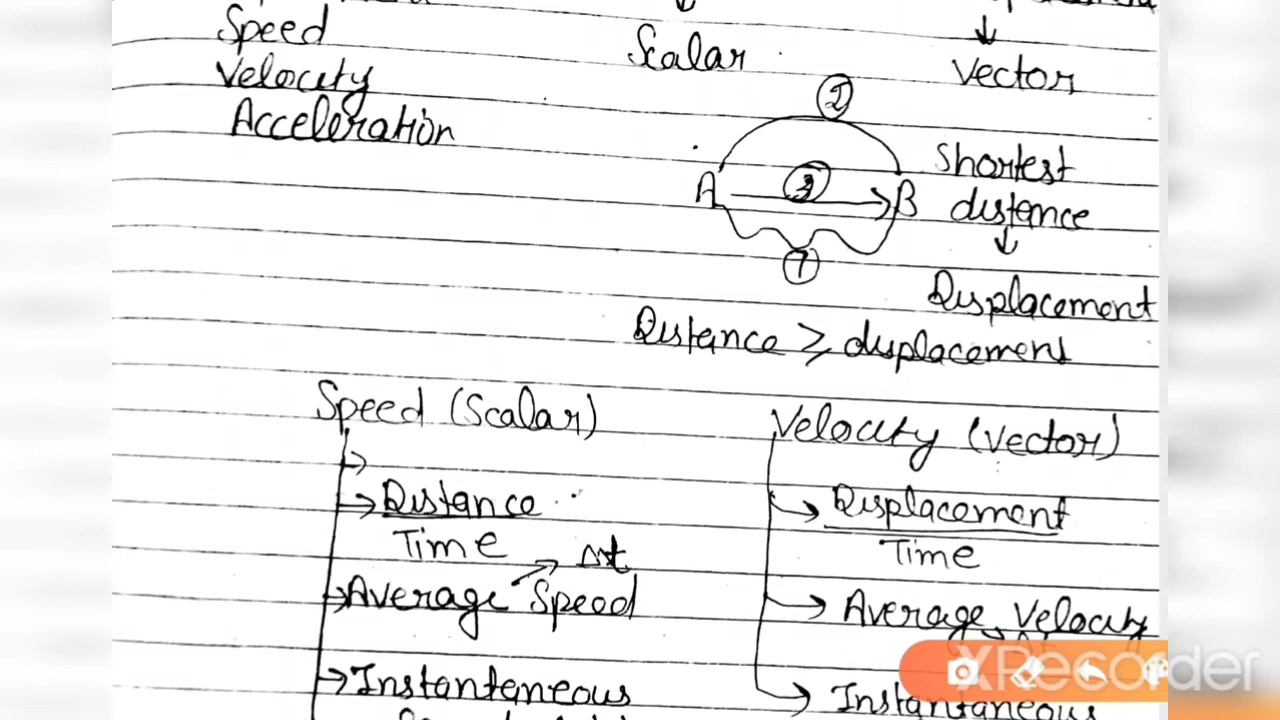 Speed
Velocity
Acceleration
Scalar
Vector
2
A
3
B
Shortest
distance
Displacement
Distance ≥ displacement
Speed (Scalar)
Distance
Time
Δt
Average Speed
Instantaneous
Velocity (Vector)
Displacement
Time
Average Velocity
Instantaneous
XRecorder